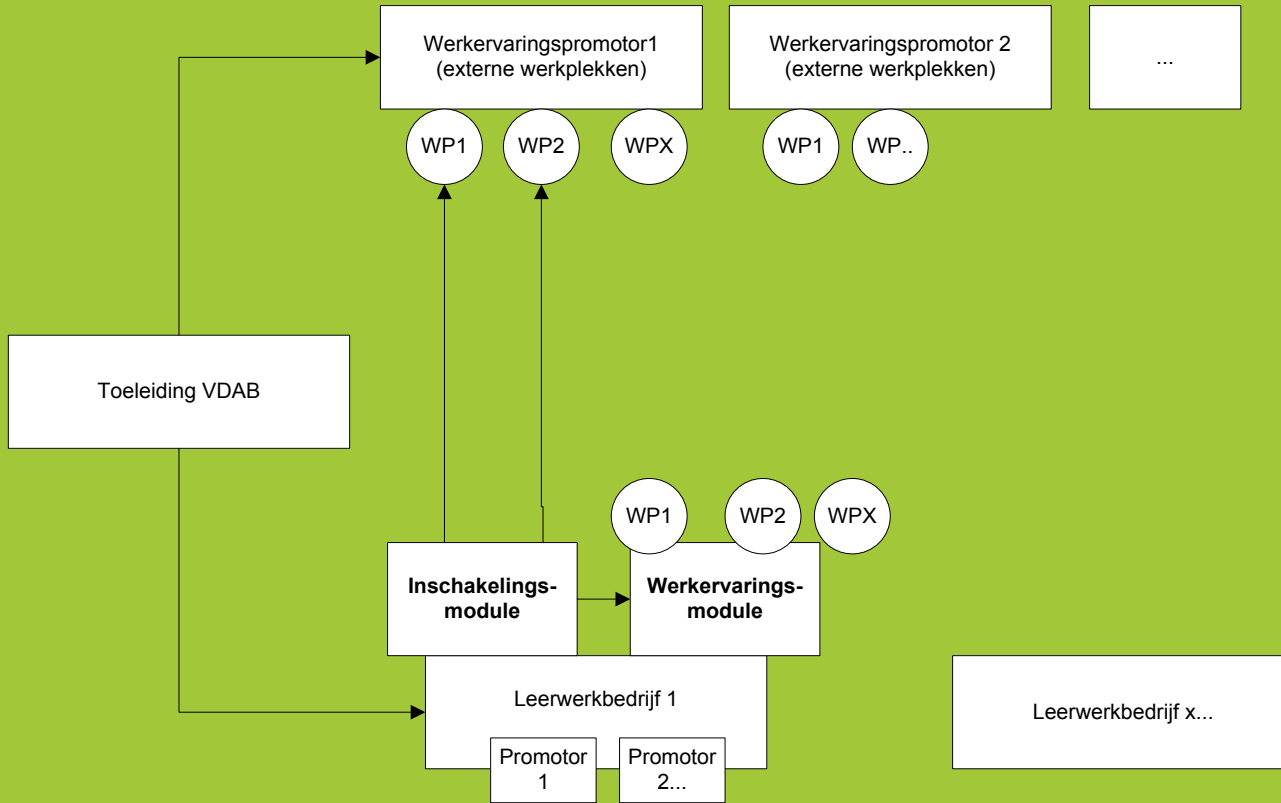 Werkervaringspromotor1
(externe werkplekken)
Werkervaringspromotor 2
(externe werkplekken)
...
WP1
WP2
WPX
WP1
WP..
Toeleiding VDAB
WP1
WP2
WPX
Inschakelings-
module
Werkervarings-
module
Leerwerkbedrijf 1
Leerwerkbedrijf x...
Promotor
1
Promotor
2...